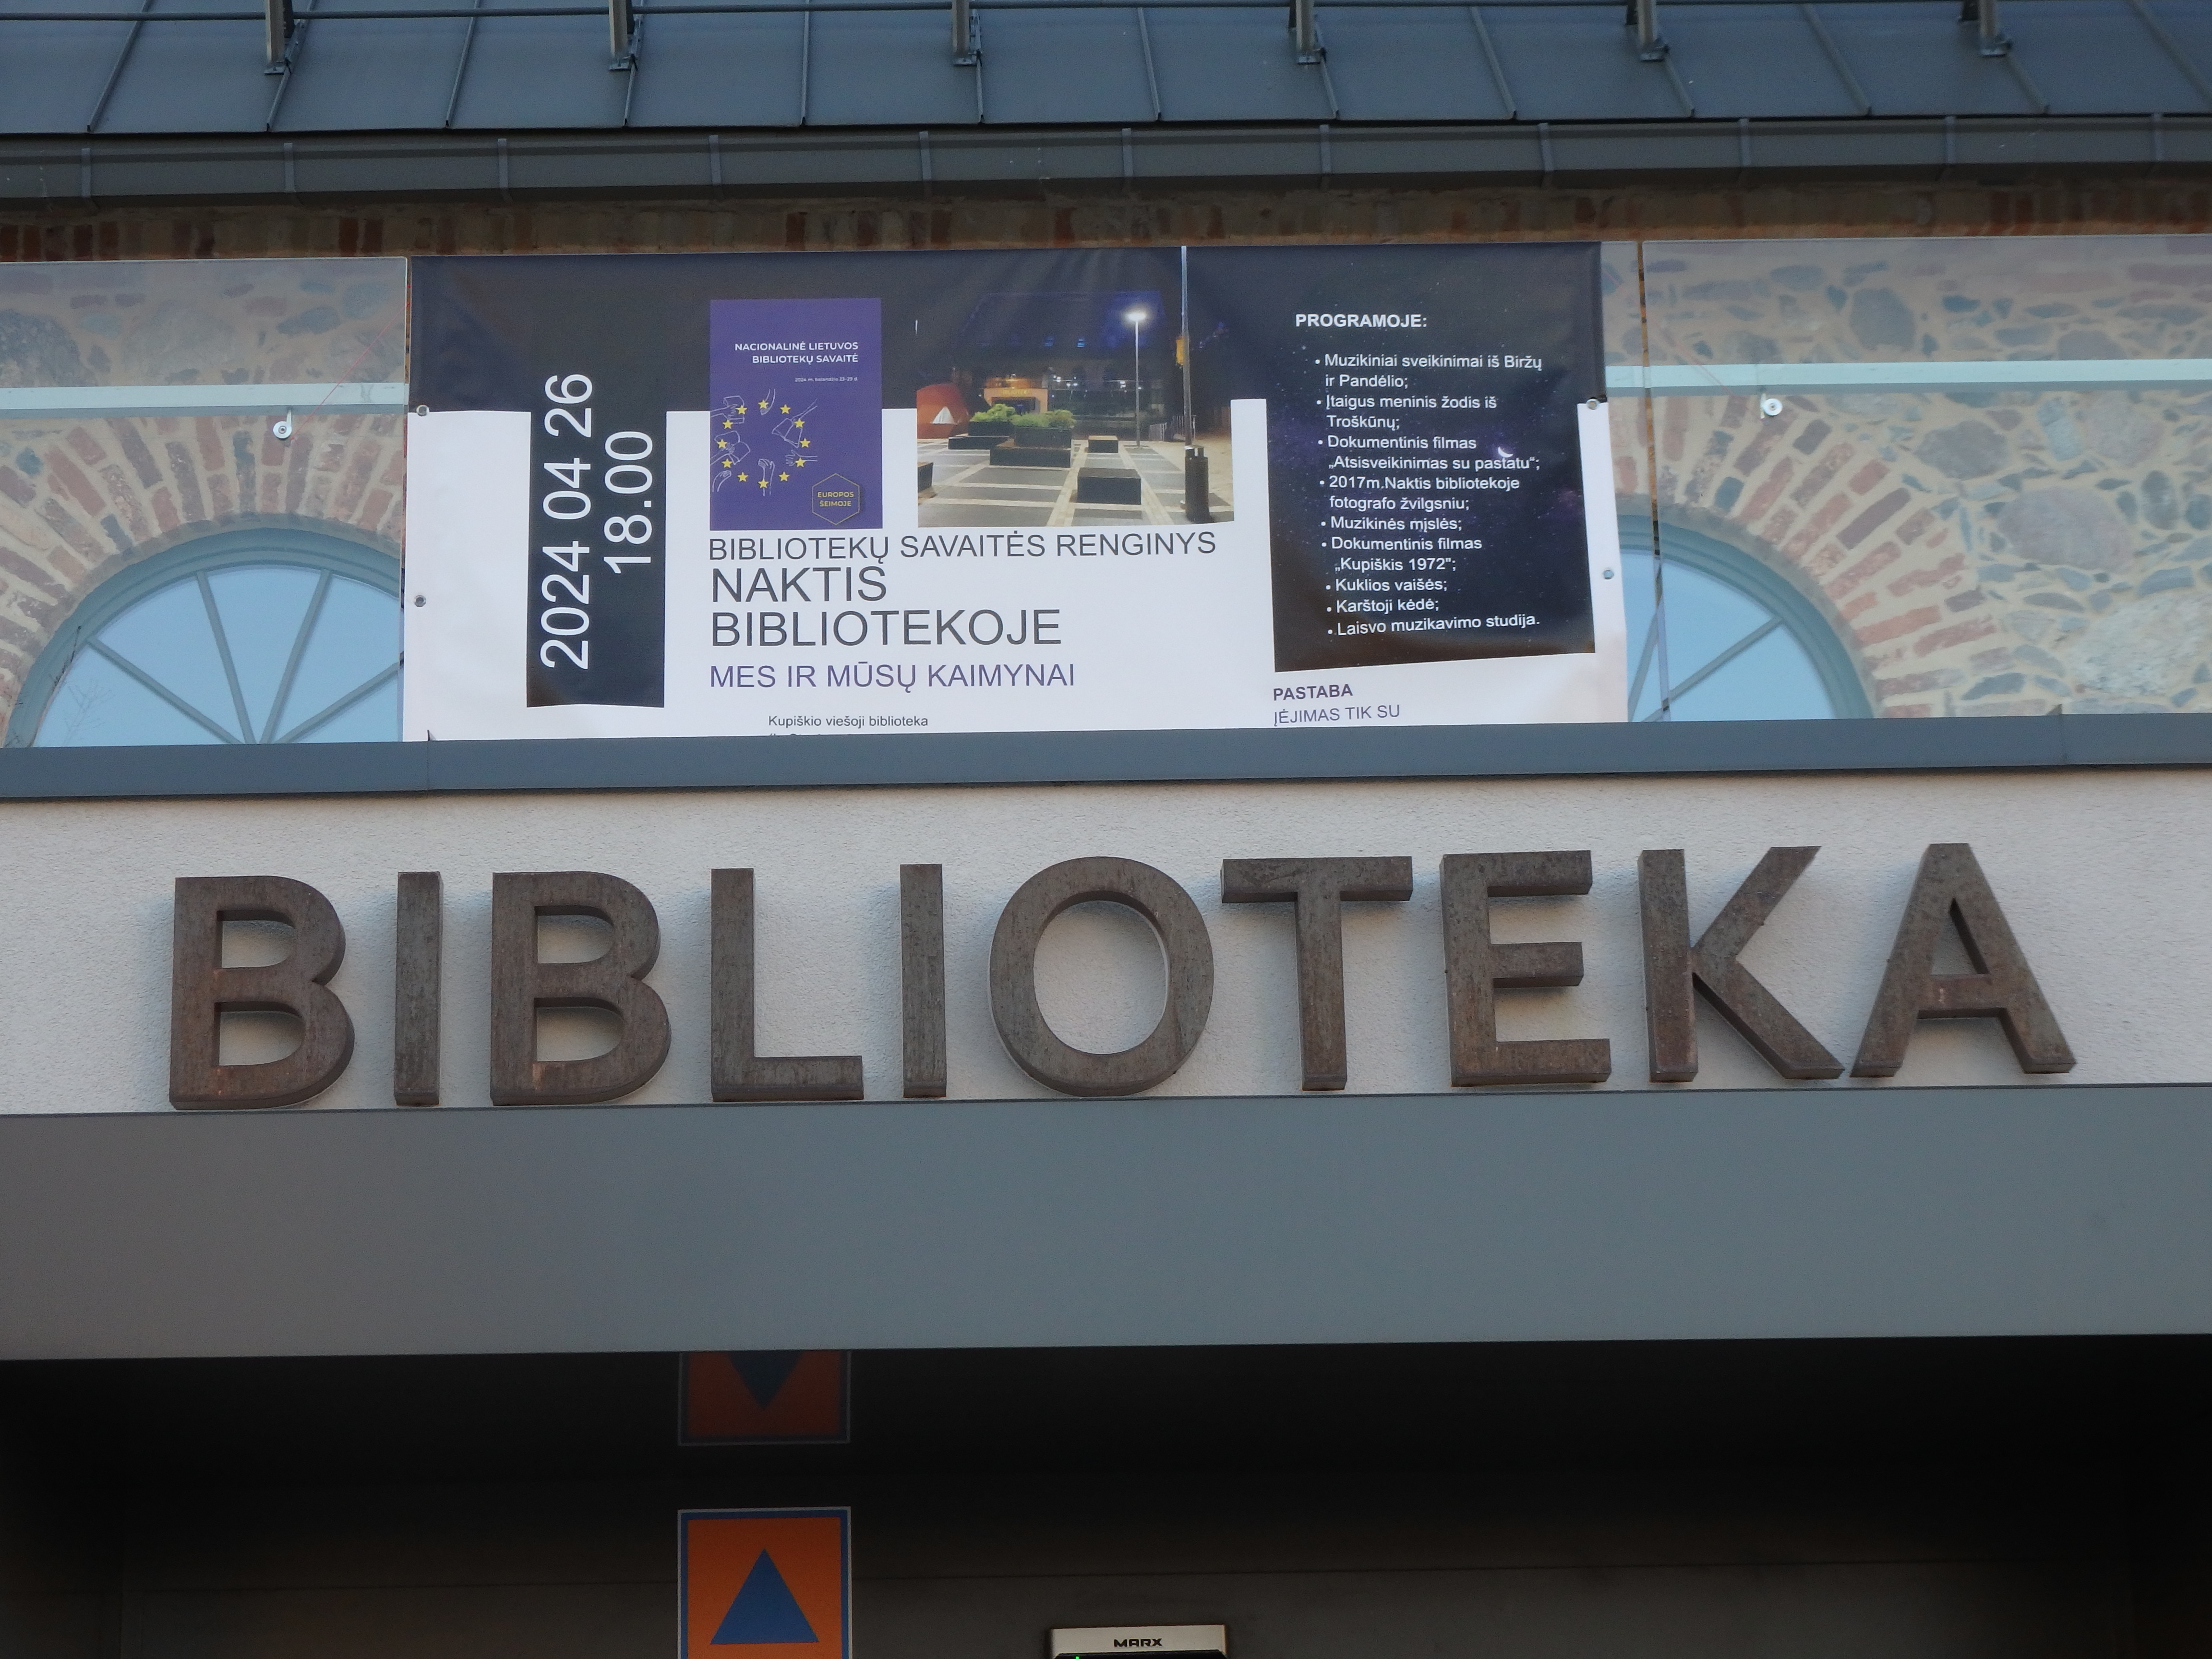 2024 04 26
18.00
NACIONALINĖ LIETUVOS
BIBLIOTEKŲ SAVAITĖ
EUROPOS
ŠEIMOJE
BIBLIOTEKŲ SAVAITĖS RENGINYS
NAKTIS
BIBLIOTEKOJE
MES IR MŪSŲ KAIMYNAI
Kupiškio viešoji biblioteka
PROGRAMOJE:
• Muzikiniai sveikinimai iš Biržų
ir Pandėlio;
• Įtaigus meninis žodis iš
Troškūnų;
• Dokumentinis filmas
„Atsisveikinimas su pastatu“;
• 2017m.Naktis bibliotekoje
fotografo žvilgsniu;
• Muzikinės mįslės;
• Dokumentinis filmas
„Kupiškis 1972";
• Kuklios vaišės;
• Karštoji kėdė;
• Laisvo muzikavimo studija.
PASTABA
ĮĖJIMAS TIK SU
BIBLIOTEKA
MARX